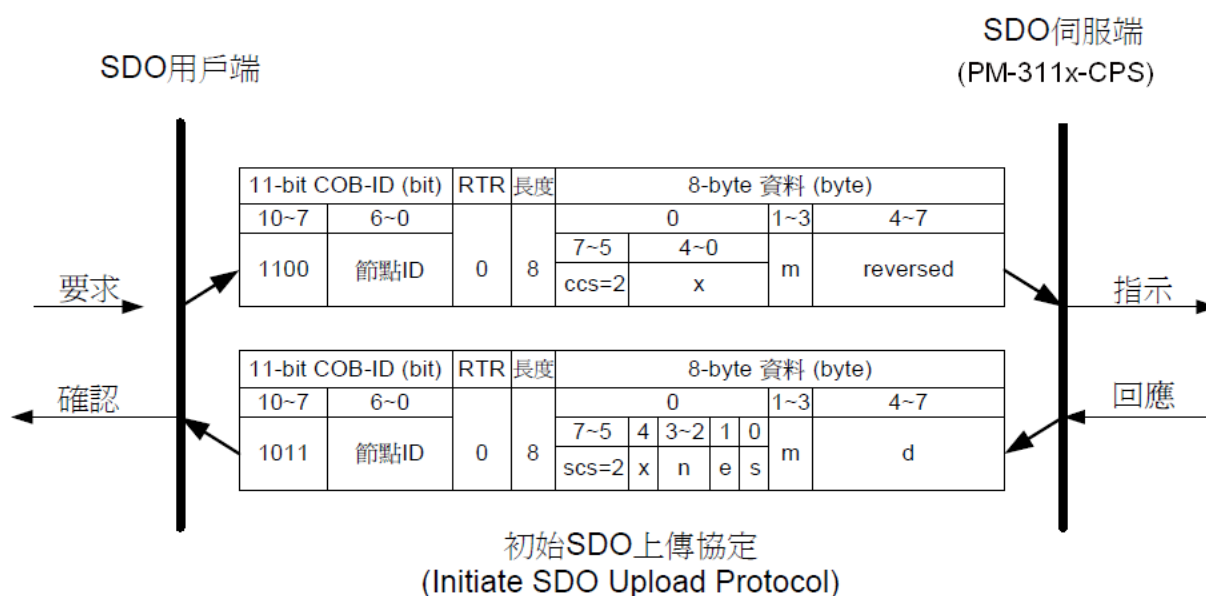 SDO用戶端
SDO伺服端
(PM-311x-CPS)
11-bit COB-ID (bit) RTR 長度 8-byte 資料 (byte)
10~7 6~0 0 1~3 4~7
7~5 4~0
1100 節點ID 0 8 m reversed
ccs=2 x
要求
指示
11-bit COB-ID (bit) RTR 長度 8-byte 資料 (byte)
10~7 6~0 0 1~3 4~7
7~5 4 3~2 1 0
1011 節點ID 0 8 m d
scs=2 x n e s
確認
回應
初始SDO上傳協定
(Initiate SDO Upload Protocol)